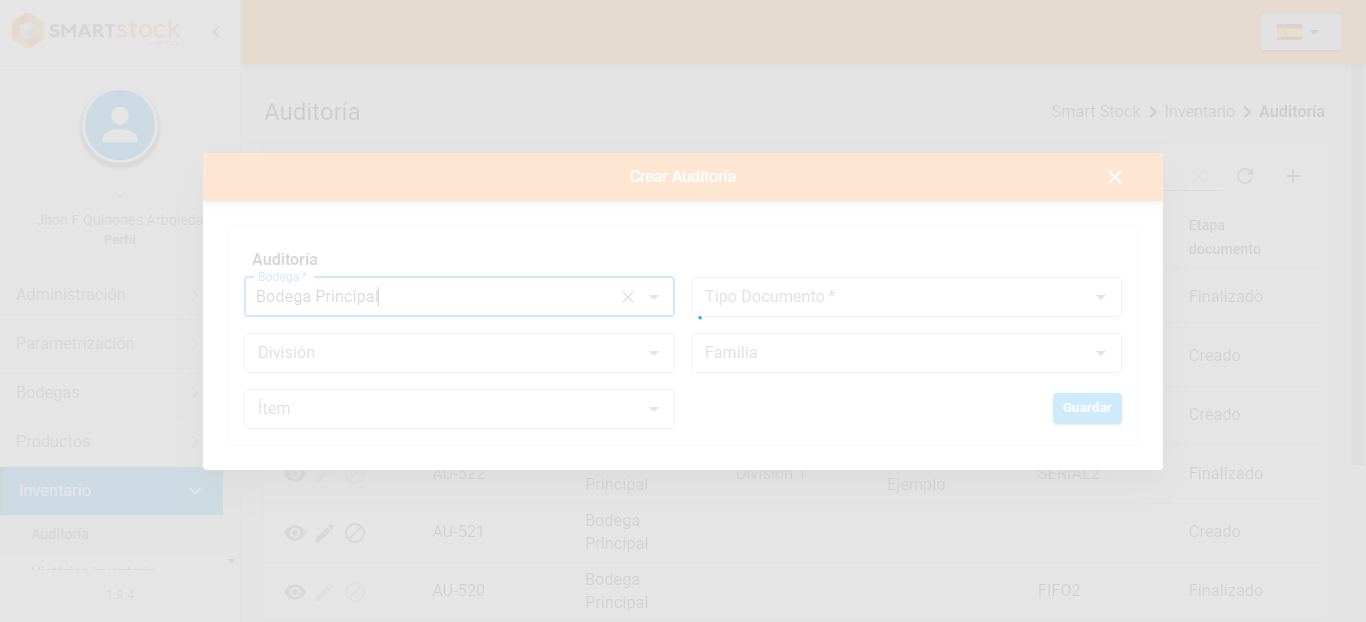 SMARTstock
Auditoría
Smart Stock > Inventario > Auditoría
Crear Auditoría
Jhon F Quinones Arboleda
Perfil
Etapa
documento
Auditoría
Bodega *
Bodega Principal
Tipo Documento *
Administración
Finalizado
Parametrización
División
Familia
Creado
Bodegas
Ítem
Guardar
Creado
Productos
AU-522
Principal
División 1
Ejemplo
SERIAL2
Finalizado
Inventario
Auditoría
AU-521
Bodega
Principal
Creado
Histórico inventario
1.9.4
AU-520
Bodega
Principal
FIFO2
Finalizado